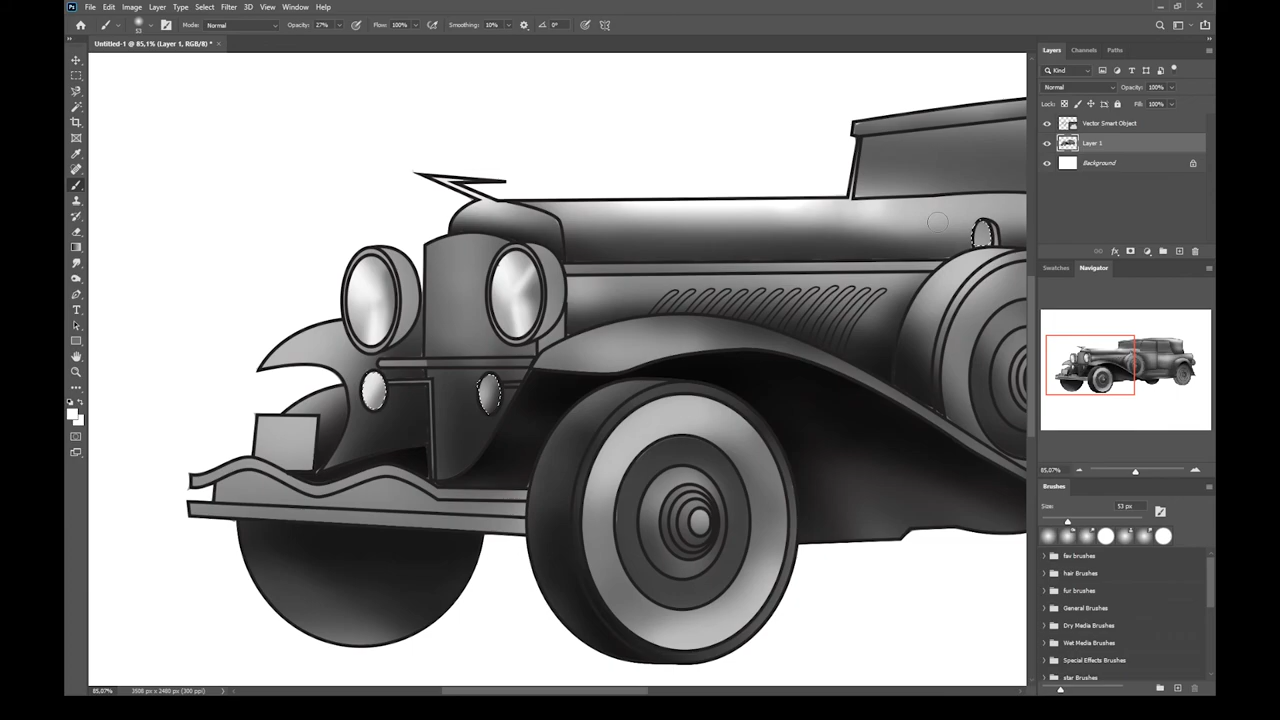 Ps File Edit Image Layer Type Select Filter 3D View Window Help
53 Mode: Normal Opacity: 27% Flow: 100% Smoothing: 10% 0°
Untitled-1 @ 85,1% (Layer 1, RGB/8) * ×
Layers Channels Paths
Kind
Normal Opacity: 100%
Lock: Fill: 100%
Vector Smart Object
Layer 1
Background
fx
Swatches Navigator
85,07%
Brushes
Size: 53 px
fav brushes
hair Brushes
fur brushes
General Brushes
Dry Media Brushes
Wet Media Brushes
Special Effects Brushes
star Brushes
85,07% 3508 px x 2480 px (300 ppi)